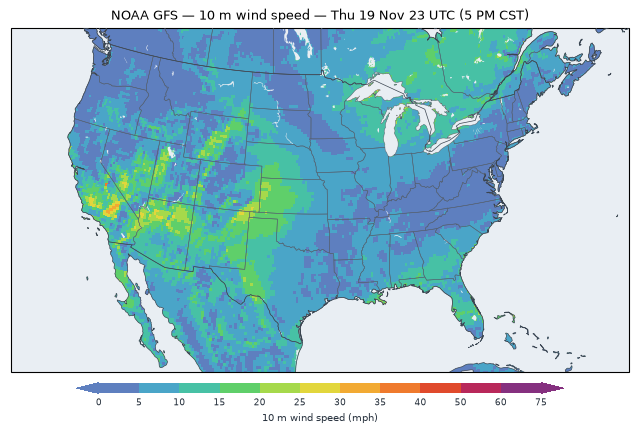 NOAA GFS — 10 m wind speed — Thu 19 Nov 23 UTC (5 PM CST)
0 5 10 15 20 25 30 35 40 50 60 75
10 m wind speed (mph)